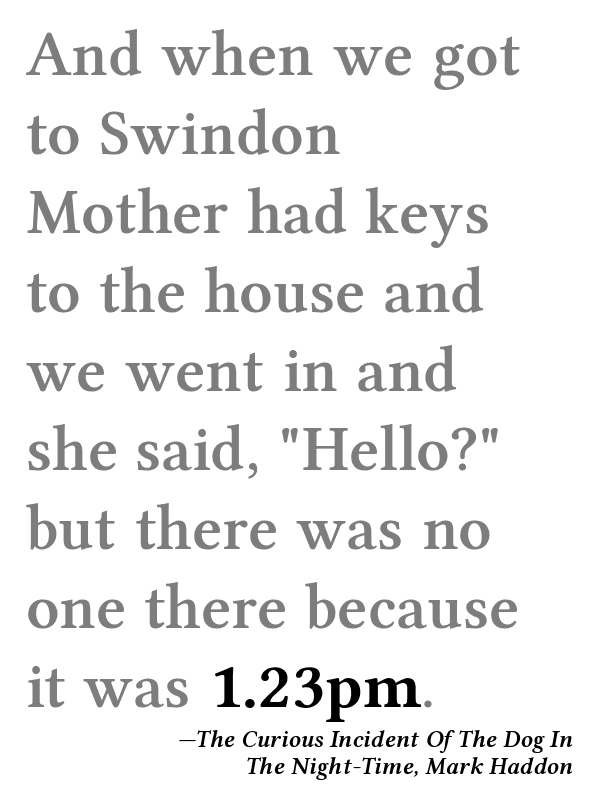 And when we got
to Swindon
Mother had keys
to the house and
we went in and
she said, "Hello?"
but there was no
one there because
it was 1.23pm.
—The Curious Incident Of The Dog In
The Night-Time, Mark Haddon